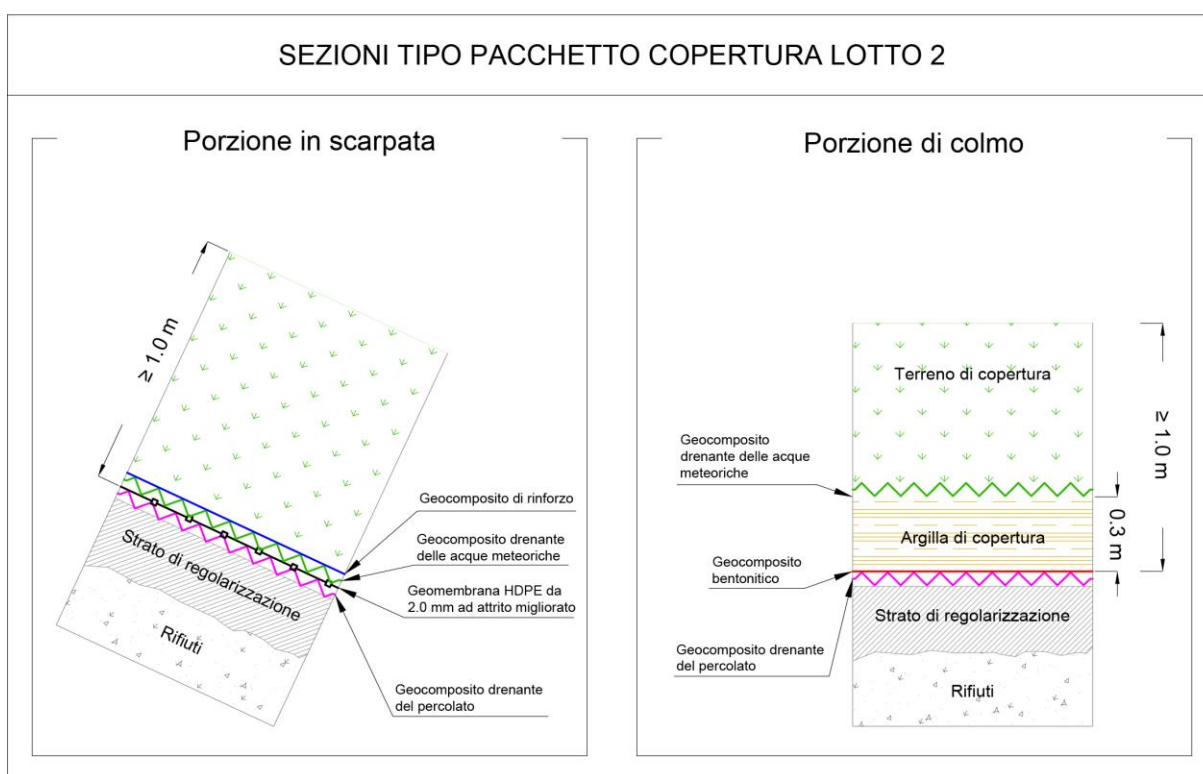 SEZIONI TIPO PACCHETTO COPERTURA LOTTO 2
Porzione in scarpata
≥ 1.0 m
Geocomposito di rinforzo
Geocomposito drenante
delle acque meteoriche
Geomembrana HDPE da
2.0 mm ad attrito migliorato
Strato di regolarizzazione
Rifiuti
Geocomposito drenante
del percolato
Porzione di colmo
Terreno di copertura
≥ 1.0 m
Geocomposito
drenante delle acque
meteoriche
0.3 m
Argilla di copertura
Geocomposito
bentonitico
Strato di regolarizzazione
Geocomposito drenante
del percolato
Rifiuti